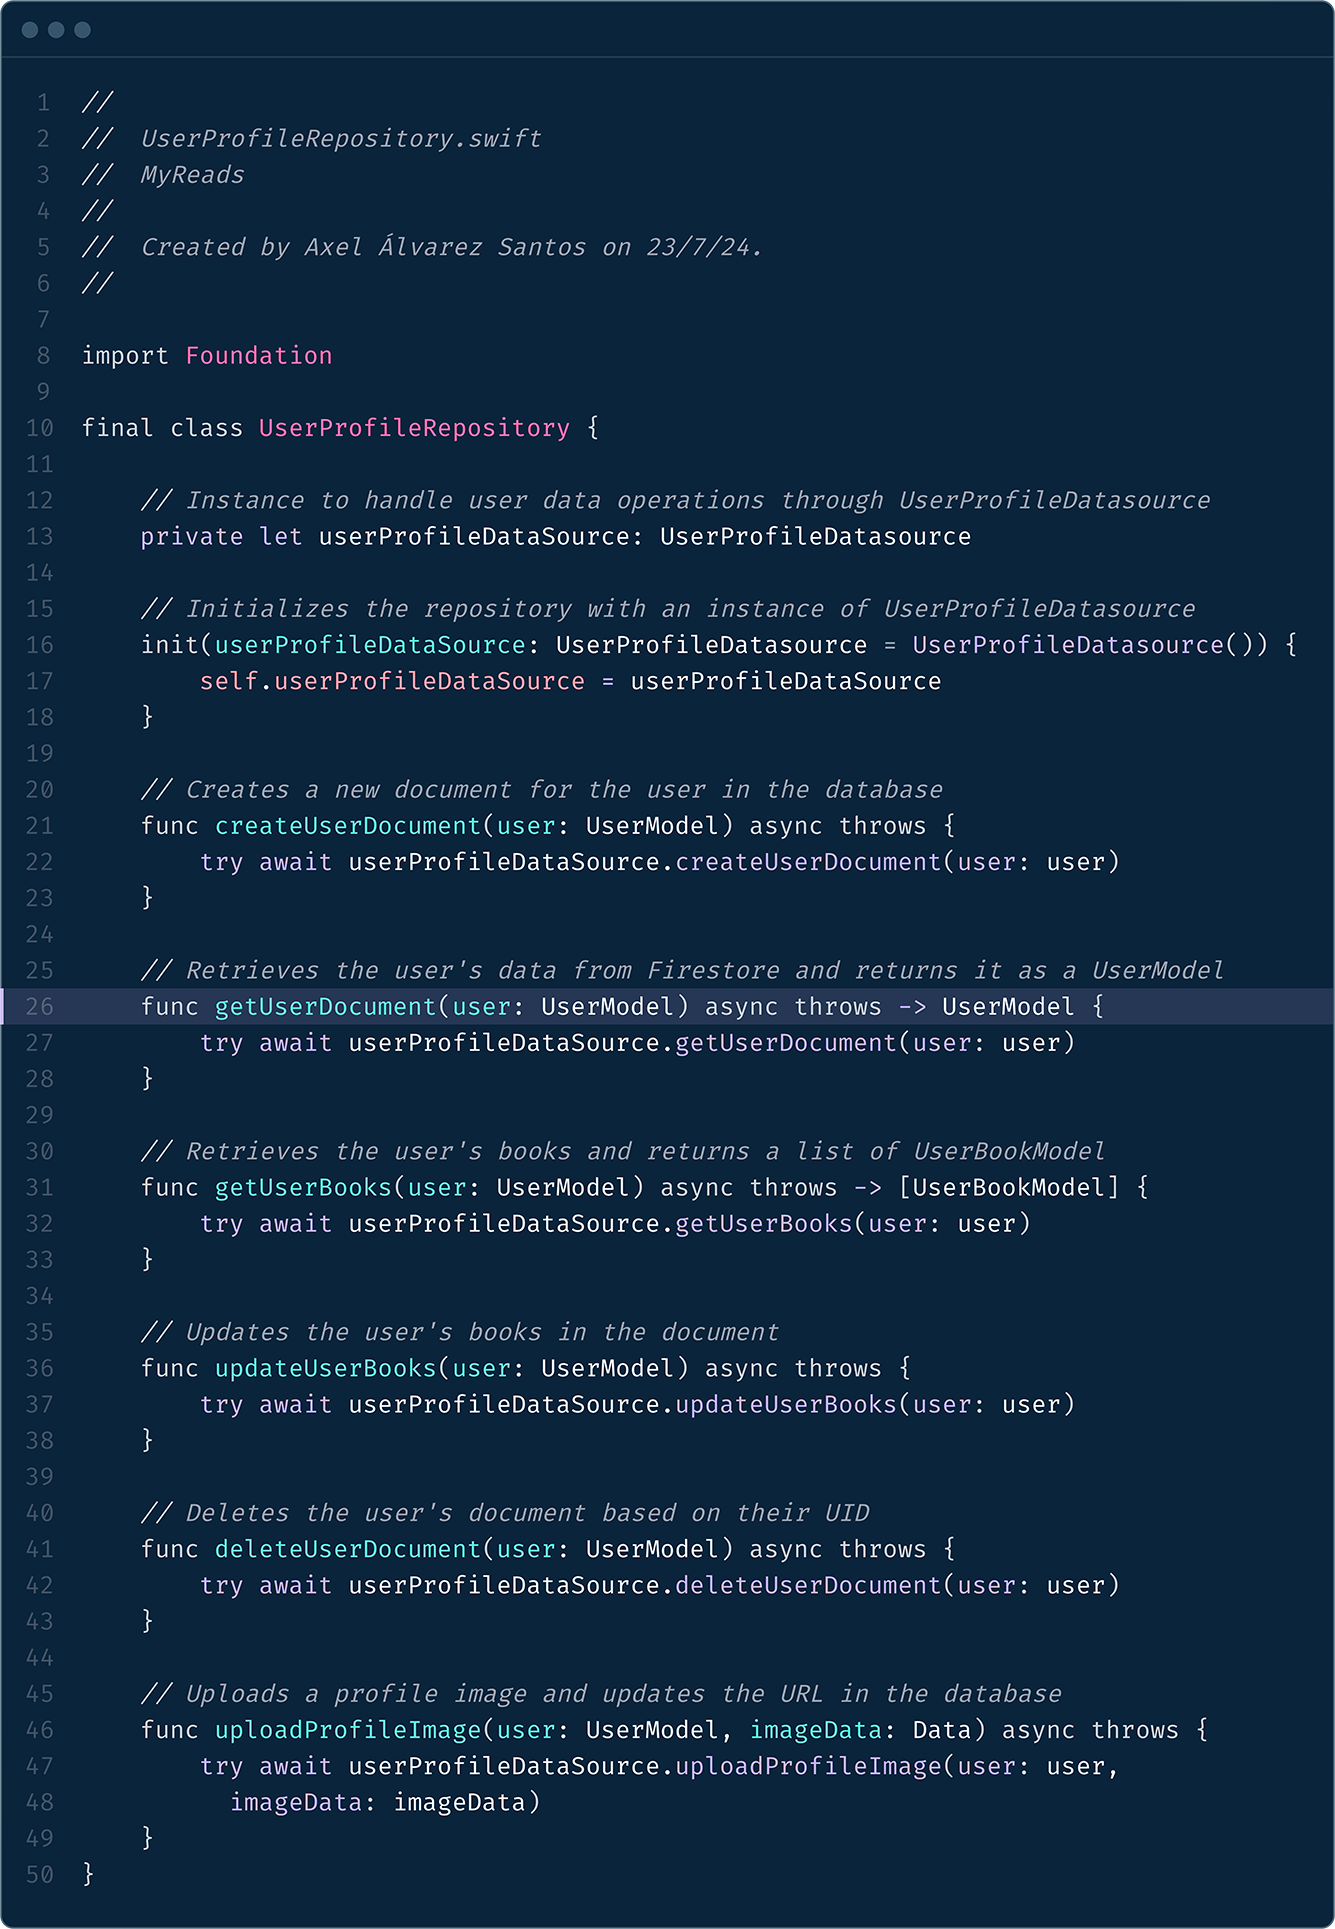 1 //
2 //  UserProfileRepository.swift
3 //  MyReads
4 //
5 //  Created by Axel Álvarez Santos on 23/7/24.
6 //
7
8 import Foundation
9
10 final class UserProfileRepository {
11
12     // Instance to handle user data operations through UserProfileDatasource
13     private let userProfileDataSource: UserProfileDatasource
14
15     // Initializes the repository with an instance of UserProfileDatasource
16     init(userProfileDataSource: UserProfileDatasource = UserProfileDatasource()) {
17         self.userProfileDataSource = userProfileDataSource
18     }
19
20     // Creates a new document for the user in the database
21     func createUserDocument(user: UserModel) async throws {
22         try await userProfileDataSource.createUserDocument(user: user)
23     }
24
25     // Retrieves the user's data from Firestore and returns it as a UserModel
26     func getUserDocument(user: UserModel) async throws -> UserModel {
27         try await userProfileDataSource.getUserDocument(user: user)
28     }
29
30     // Retrieves the user's books and returns a list of UserBookModel
31     func getUserBooks(user: UserModel) async throws -> [UserBookModel] {
32         try await userProfileDataSource.getUserBooks(user: user)
33     }
34
35     // Updates the user's books in the document
36     func updateUserBooks(user: UserModel) async throws {
37         try await userProfileDataSource.updateUserBooks(user: user)
38     }
39
40     // Deletes the user's document based on their UID
41     func deleteUserDocument(user: UserModel) async throws {
42         try await userProfileDataSource.deleteUserDocument(user: user)
43     }
44
45     // Uploads a profile image and updates the URL in the database
46     func uploadProfileImage(user: UserModel, imageData: Data) async throws {
47         try await userProfileDataSource.uploadProfileImage(user: user,
48           imageData: imageData)
49     }
50 }